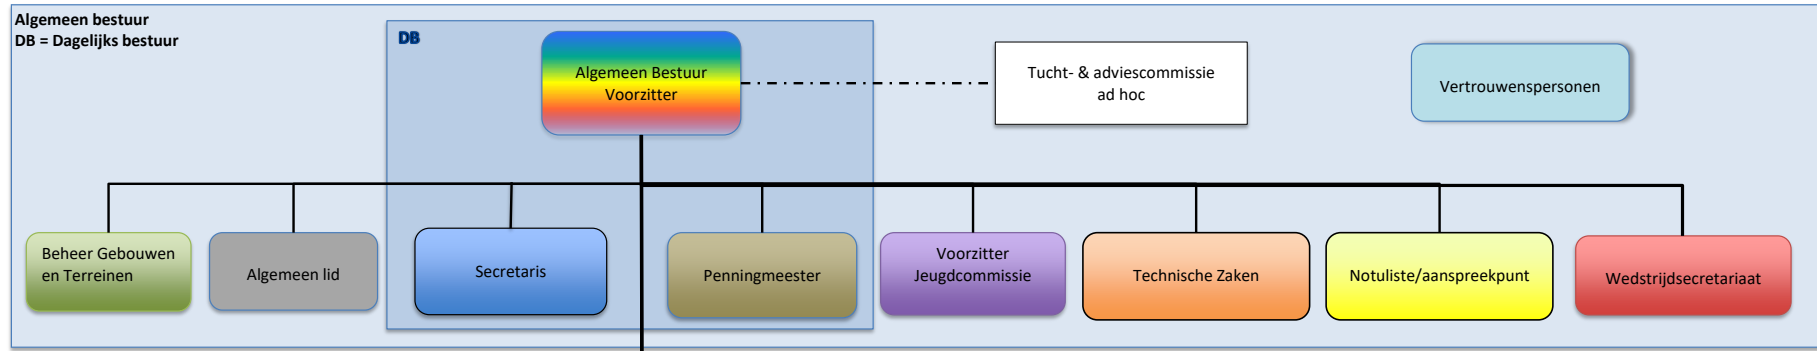 Algemeen bestuur
DB = Dagelijks bestuur
DB
Algemeen Bestuur
Voorzitter
Tucht- & adviescommissie
ad hoc
Vertrouwenspersonen
Beheer Gebouwen
en Terreinen
Algemeen lid
Secretaris
Penningmeester
Voorzitter
Jeugdcommissie
Technische Zaken
Notuliste/aanspreekpunt
Wedstrijdsecretariaat